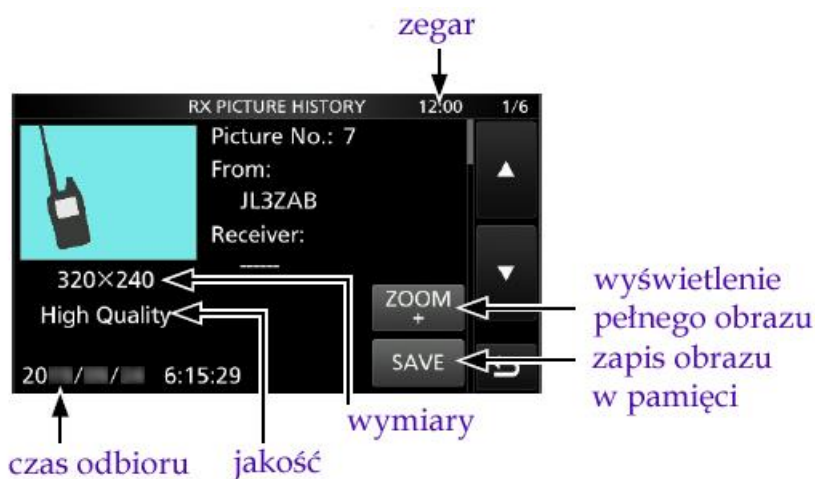 zegar
RX PICTURE HISTORY 12:00 1/6
Picture No.: 7
From:
JL3ZAB
Receiver:
------
320×240
High Quality
ZOOM
+
SAVE
20 / / 6:15:29
wyświetlenie
pełnego obrazu
zapis obrazu
w pamięci
wymiary
czas odbioru jakość